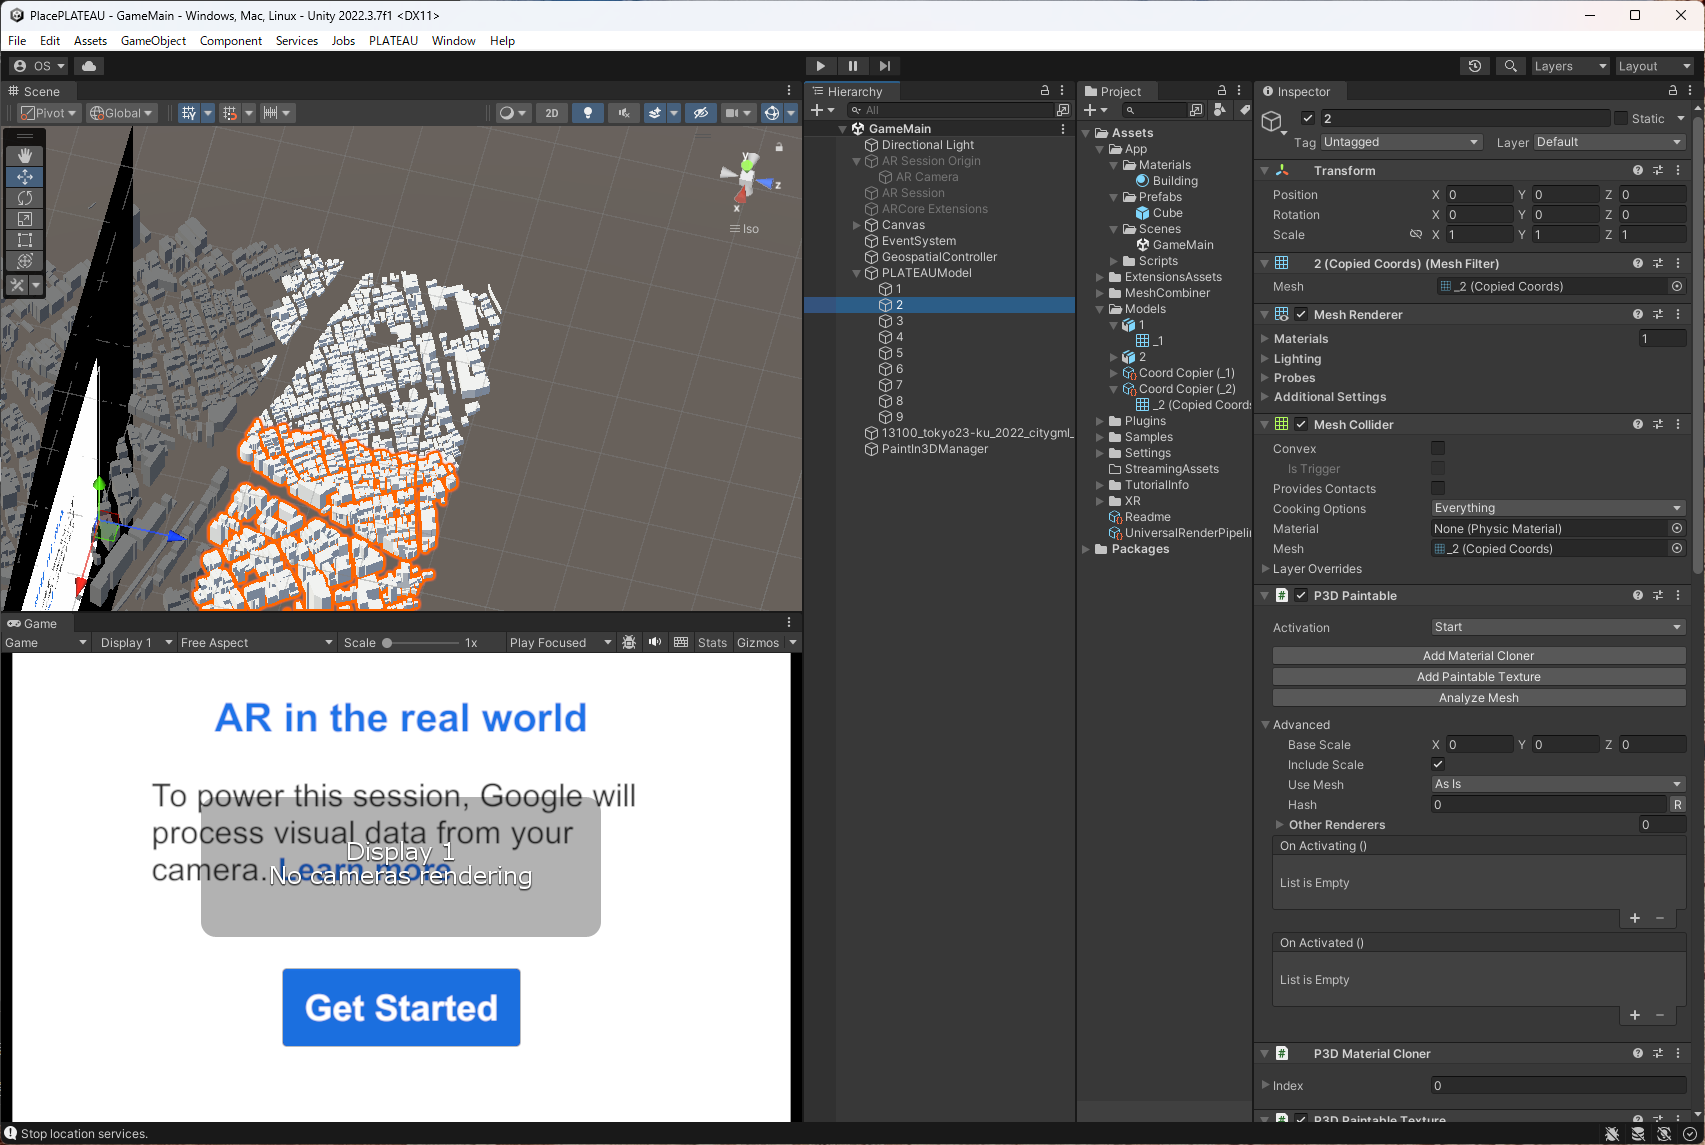 PlacePLATEAU - GameMain - Windows, Mac, Linux - Unity 2022.3.7f1 <DX11>
File Edit Assets GameObject Component Services Jobs PLATEAU Window Help
OS
Layers Layout
Scene
Pivot Global 2D
y
z
x
Iso
Game
Game Display 1 Free Aspect Scale 1x Play Focused Stats Gizmos
AR in the real world
To power this session, Google will
process visual data from your
camera. Learn more
Display 1
No cameras rendering
Get Started
Hierarchy
All
GameMain
Directional Light
AR Session Origin
AR Camera
AR Session
ARCore Extensions
Canvas
EventSystem
GeospatialController
PLATEAUModel
1
2
3
4
5
6
7
8
9
13100_tokyo23-ku_2022_citygml_
PaintIn3DManager
Project
Assets
App
Materials
Building
Prefabs
Cube
Scenes
GameMain
Scripts
ExtensionsAssets
MeshCombiner
Models
1
_1
2
Coord Copier (_1)
Coord Copier (_2)
_2 (Copied Coords
Plugins
Samples
Settings
StreamingAssets
TutorialInfo
XR
Readme
UniversalRenderPipelin
Packages
Inspector
2 Static
Tag Untagged Layer Default
Transform
Position X 0 Y 0 Z 0
Rotation X 0 Y 0 Z 0
Scale X 1 Y 1 Z 1
2 (Copied Coords) (Mesh Filter)
Mesh _2 (Copied Coords)
Mesh Renderer
Materials 1
Lighting
Probes
Additional Settings
Mesh Collider
Convex
Is Trigger
Provides Contacts
Cooking Options Everything
Material None (Physic Material)
Mesh _2 (Copied Coords)
Layer Overrides
P3D Paintable
Activation Start
Add Material Cloner
Add Paintable Texture
Analyze Mesh
Advanced
Base Scale X 0 Y 0 Z 0
Include Scale
Use Mesh As Is
Hash 0 R
Other Renderers 0
On Activating ()
List is Empty
+ −
On Activated ()
List is Empty
+ −
P3D Material Cloner
Index 0
P3D Paintable Texture
Stop location services.